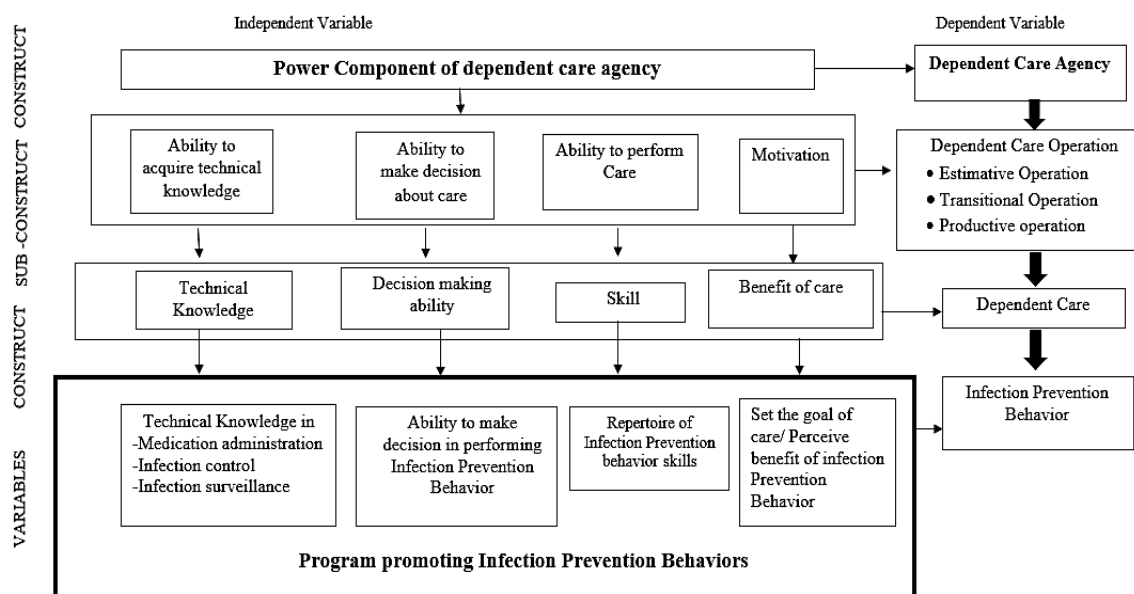 Independent Variable
Dependent Variable
Power Component of dependent care agency
Dependent Care Agency
Ability to
acquire technical
knowledge
Ability to
make decision
about care
Ability to perform
Care
Motivation
Dependent Care Operation
• Estimative Operation
• Transitional Operation
• Productive operation
Technical
Knowledge
Decision making
ability
Skill
Benefit of care
Dependent Care
Technical Knowledge in
-Medication administration
-Infection control
-Infection surveillance
Ability to make
decision in performing
Infection Prevention
Behavior
Repertoire of
Infection Prevention
behavior skills
Set the goal of
care/ Perceive
benefit of infection
Prevention
Behavior
Infection Prevention
Behavior
Program promoting Infection Prevention Behaviors
VARIABLES CONSTRUCT SUB -CONSTRUCT CONSTRUCT